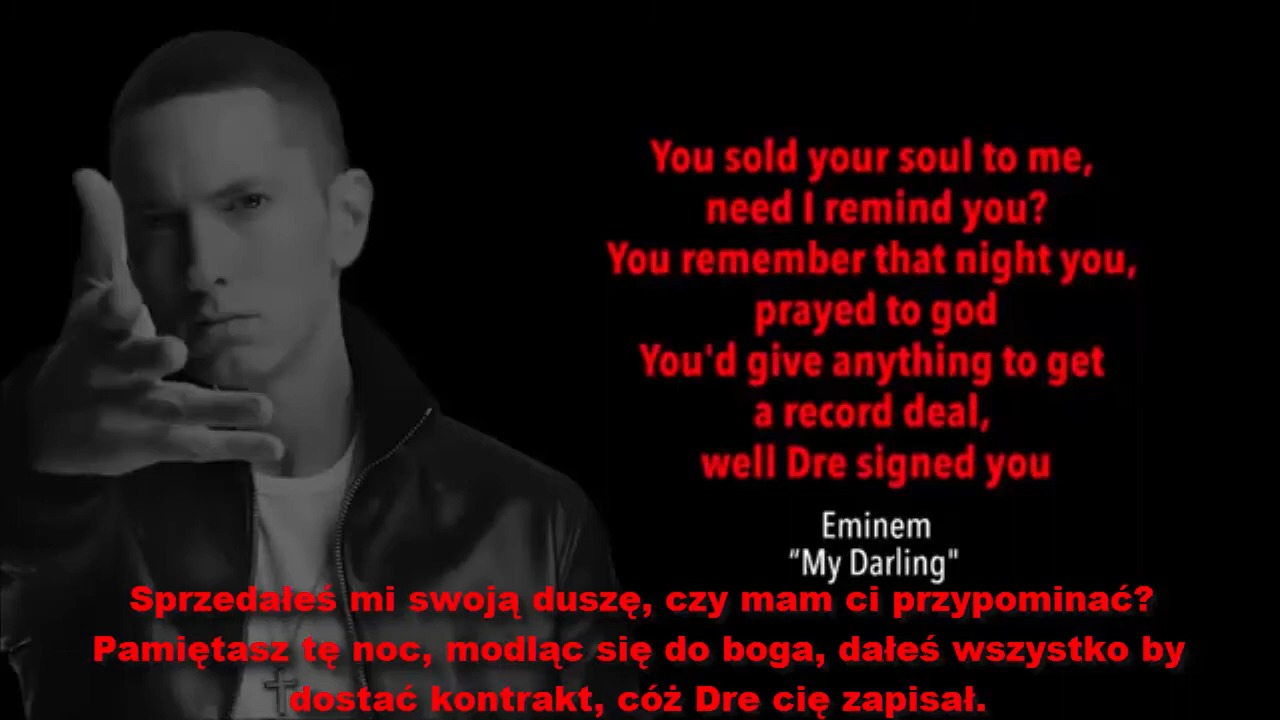 You sold your soul to me,
need I remind you?
You remember that night you,
prayed to god
You'd give anything to get
a record deal,
well Dre signed you
Eminem
“My Darling"
Sprzedałeś mi swoją duszę, czy mam ci przypominać?
Pamiętasz tę noc, modląc się do boga, dałeś wszystko by
dostać kontrakt, cóż Dre cię zapisał.